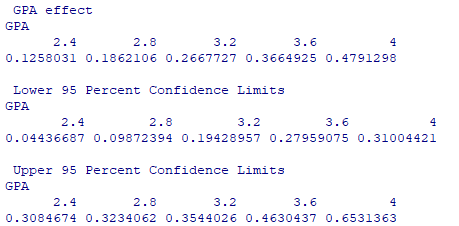 GPA effect
GPA
2.4 2.8 3.2 3.6 4
0.1258031 0.1862106 0.2667727 0.3664925 0.4791298
Lower 95 Percent Confidence Limits
GPA
2.4 2.8 3.2 3.6 4
0.04436687 0.09872394 0.19428957 0.27959075 0.31004421
Upper 95 Percent Confidence Limits
GPA
2.4 2.8 3.2 3.6 4
0.3084674 0.3234062 0.3544026 0.4630437 0.6531363